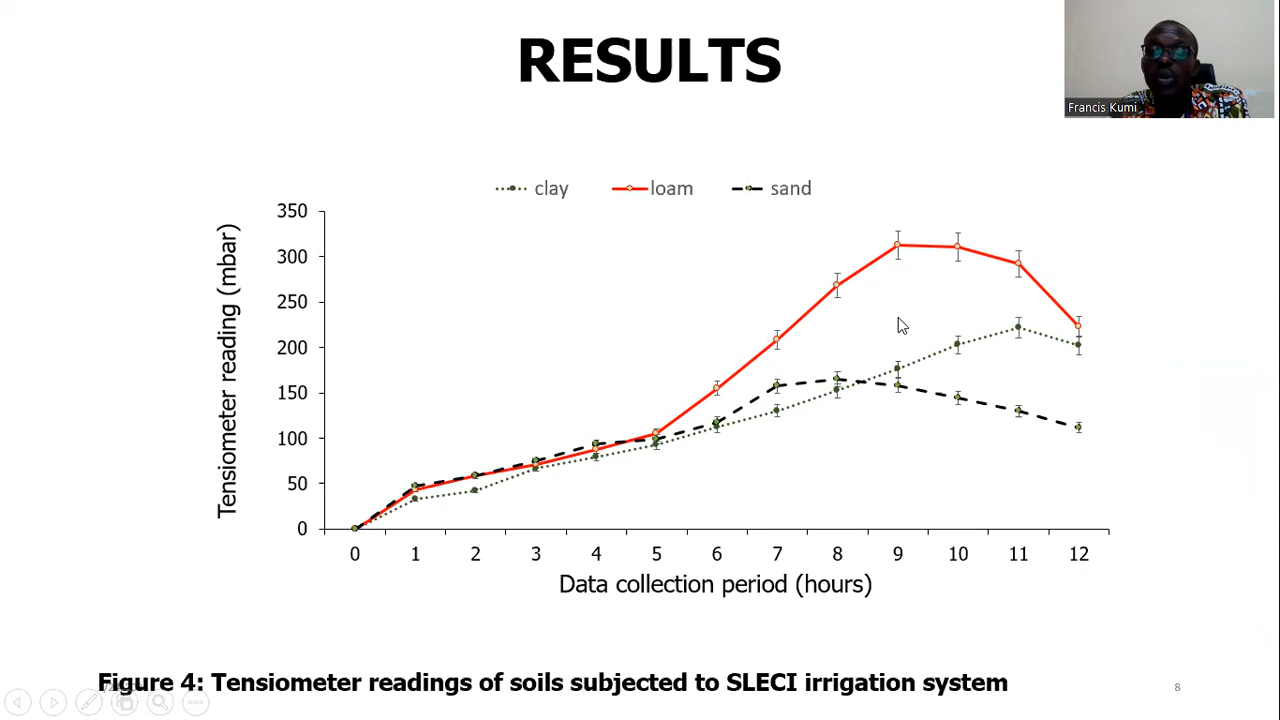 RESULTS
Francis Kumi
clay loam sand
350
300
250
200
150
100
50
0
Tensiometer reading (mbar)
0 1 2 3 4 5 6 7 8 9 10 11 12
Data collection period (hours)
Figure 4: Tensiometer readings of soils subjected to SLECI irrigation system
8